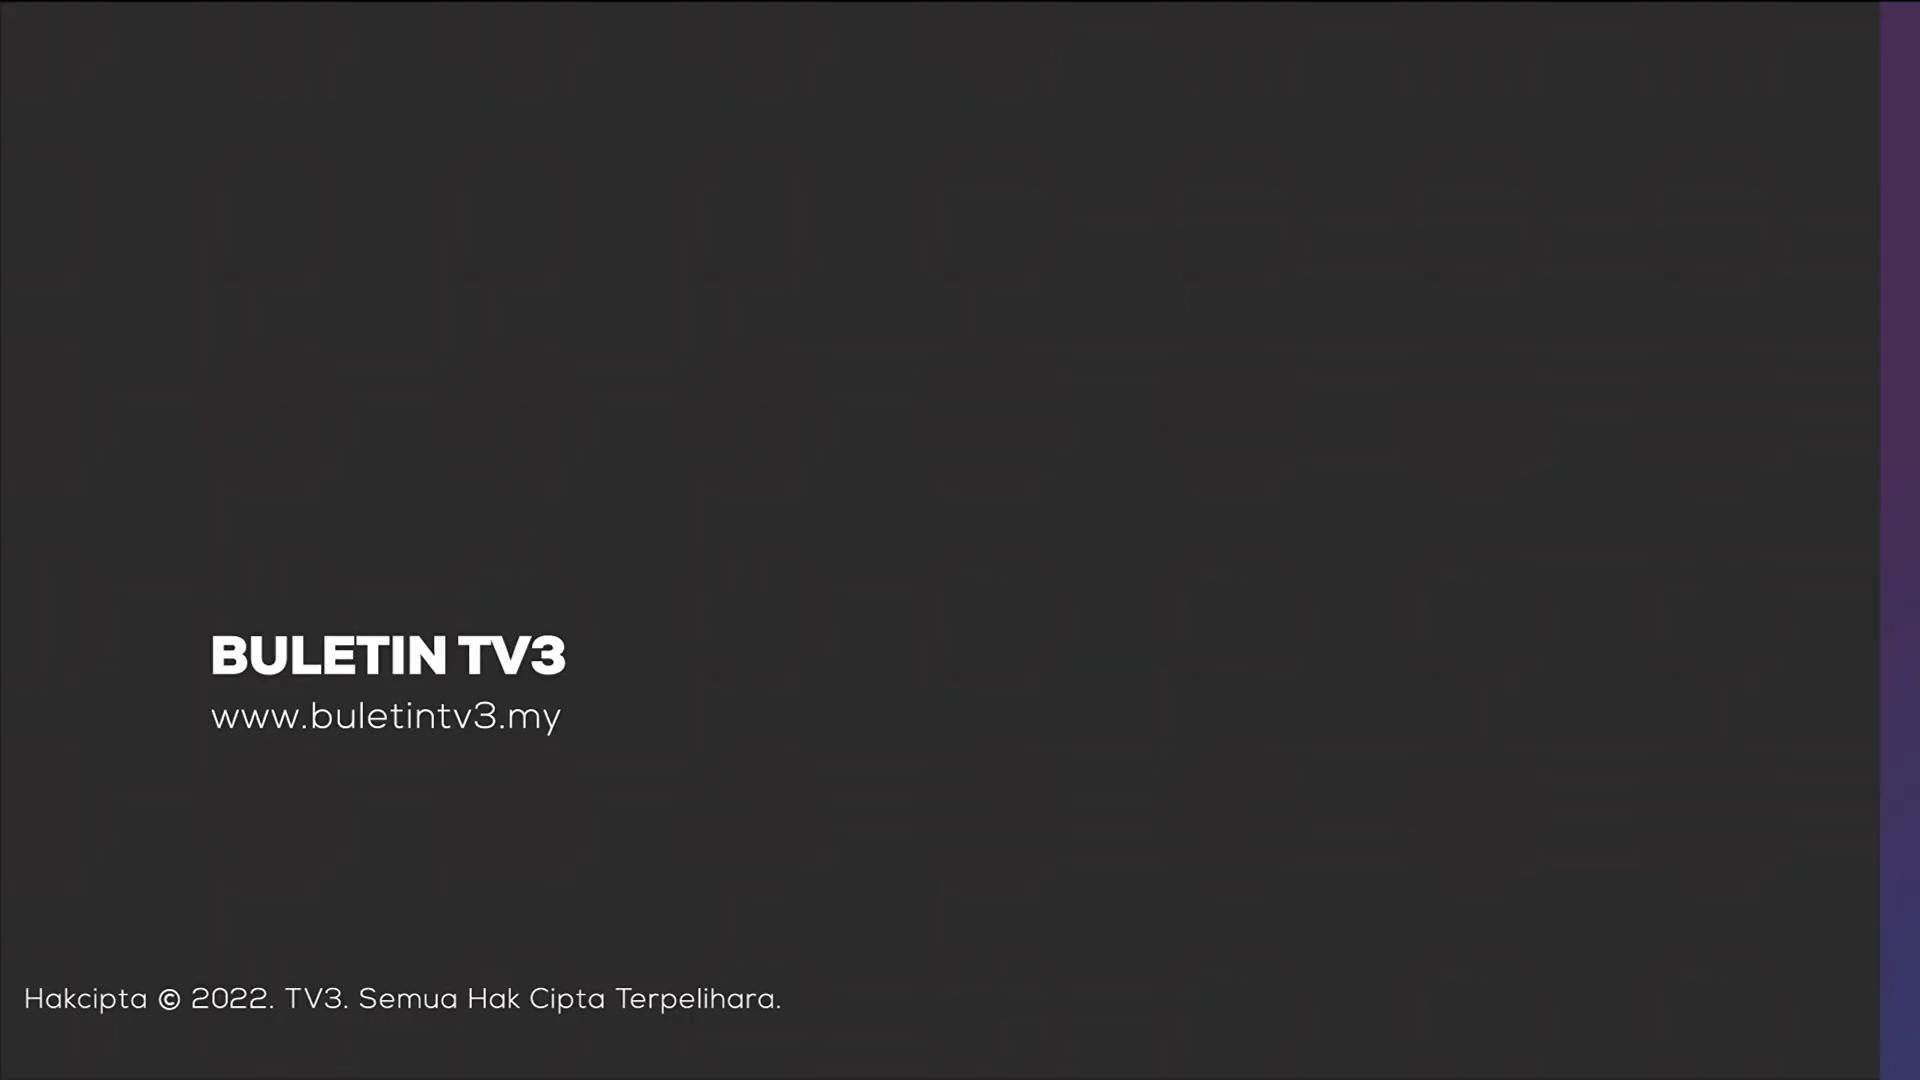 BULETIN TV3
www.buletintv3.my
Hakcipta © 2022. TV3. Semua Hak Cipta Terpelihara.